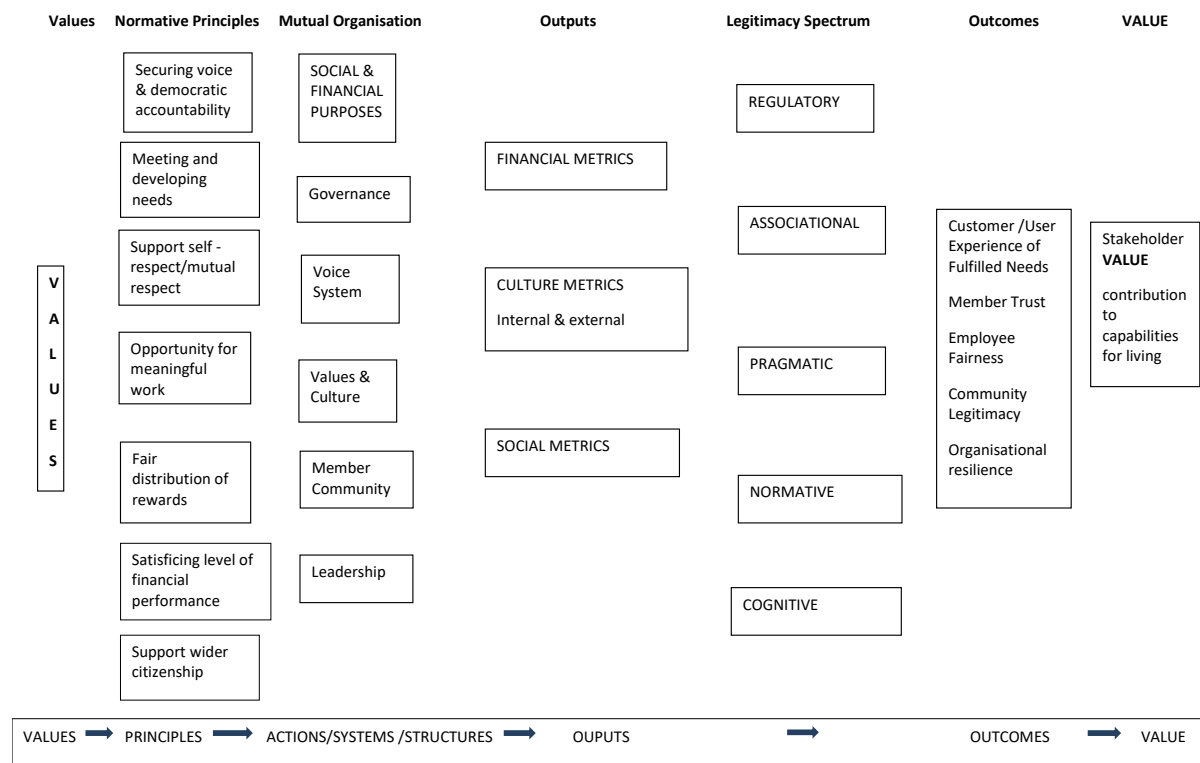 Values
Normative Principles
Mutual Organisation
Outputs
Legitimacy Spectrum
Outcomes
VALUE
V
A
L
U
E
S
Securing voice
& democratic
accountability
Meeting and
developing
needs
Support self -
respect/mutual
respect
Opportunity for
meaningful
work
Fair
distribution of
rewards
Satisficing level of
financial
performance
Support wider
citizenship
SOCIAL &
FINANCIAL
PURPOSES
Governance
Voice
System
Values &
Culture
Member
Community
Leadership
FINANCIAL METRICS
CULTURE METRICS
Internal & external
SOCIAL METRICS
REGULATORY
ASSOCIATIONAL
PRAGMATIC
NORMATIVE
COGNITIVE
Customer /User
Experience of
Fulfilled Needs
Member Trust
Employee
Fairness
Community
Legitimacy
Organisational
resilience
Stakeholder
VALUE
contribution
to
capabilities
for living
VALUES
PRINCIPLES
ACTIONS/SYSTEMS /STRUCTURES
OUPUTS
OUTCOMES
VALUE